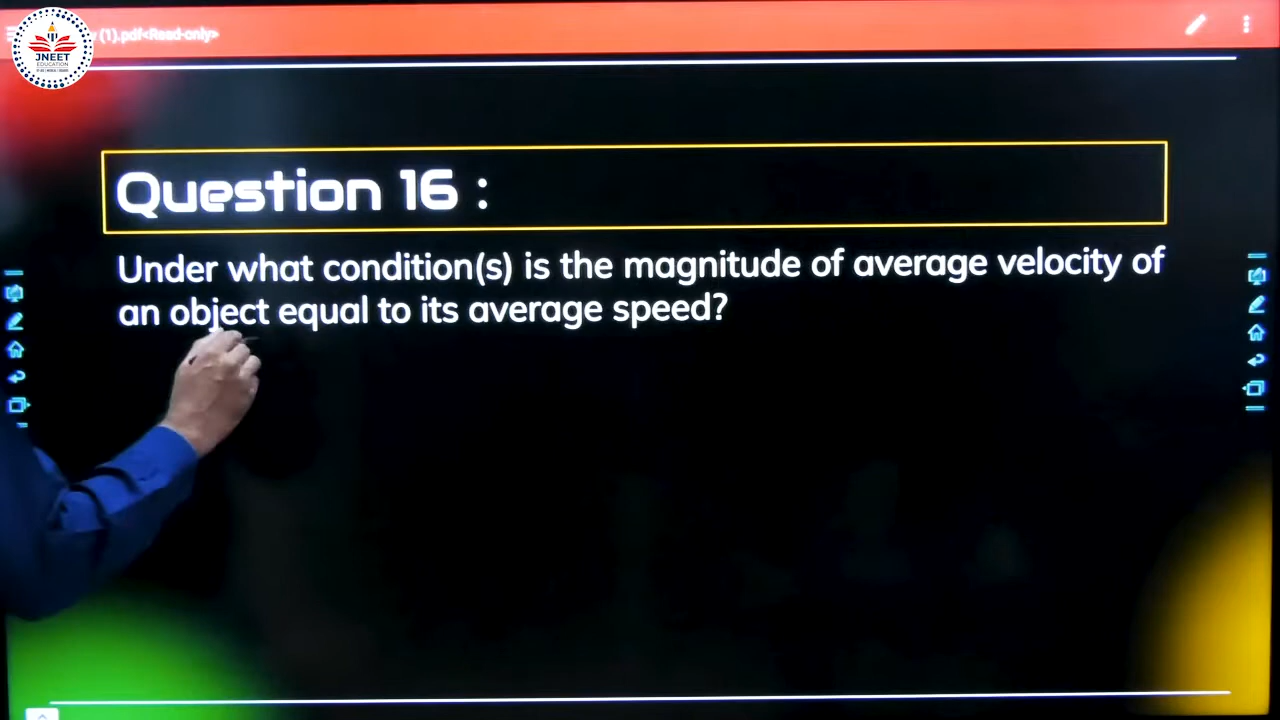 (1).pdf<Read-only>
JNEET
EDUCATION
Question 16 :
Under what condition(s) is the magnitude of average velocity of
an object equal to its average speed?